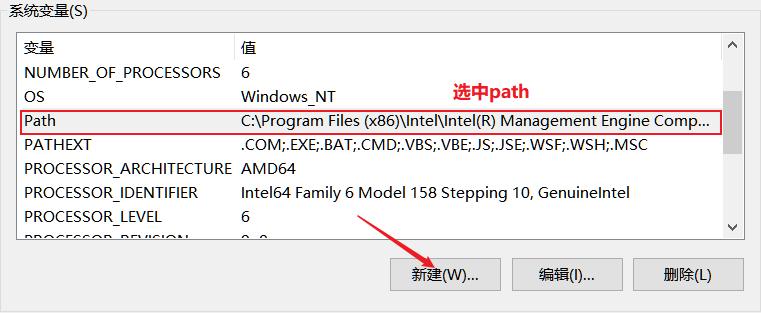 系统变量(S)
变量 值
NUMBER_OF_PROCESSORS 6
OS Windows_NT
选中path
Path C:\Program Files (x86)\Intel\Intel(R) Management Engine Comp...
PATHEXT .COM;.EXE;.BAT;.CMD;.VBS;.VBE;.JS;.JSE;.WSF;.WSH;.MSC
PROCESSOR_ARCHITECTURE AMD64
PROCESSOR_IDENTIFIER Intel64 Family 6 Model 158 Stepping 10, GenuineIntel
PROCESSOR_LEVEL 6
新建(W)... 编辑(I)... 删除(L)